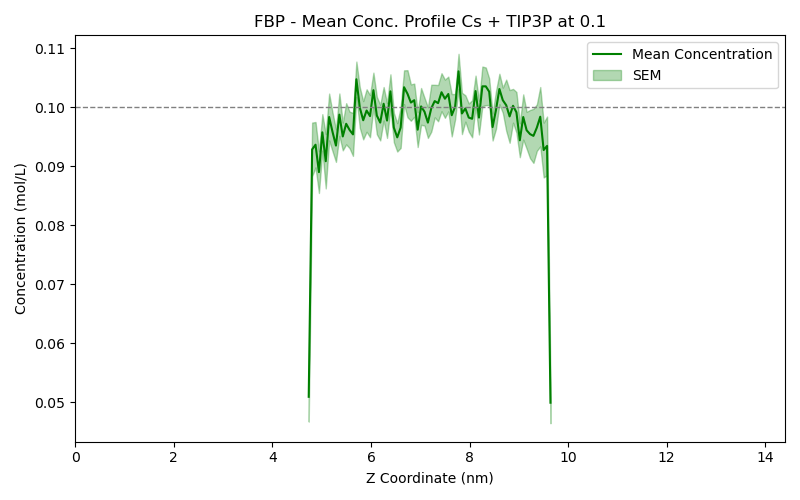 FBP - Mean Conc. Profile Cs + TIP3P at 0.1
Mean Concentration
SEM
0.11
0.10
0.09
0.08
0.07
0.06
0.05
Concentration (mol/L)
0 2 4 6 8 10 12 14
Z Coordinate (nm)